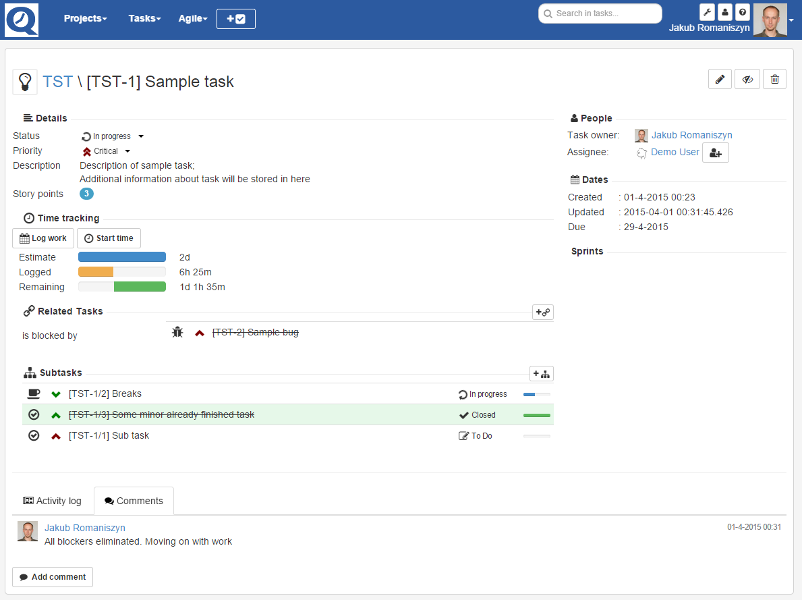 Projects
Tasks
Agile
Search in tasks...
Jakub Romaniszyn
TST \ [TST-1] Sample task
Details
Status In progress
Priority Critical
Description Description of sample task;
Additional information about task will be stored in here
Story points 3
Time tracking
Log work Start time
Estimate 2d
Logged 6h 25m
Remaining 1d 1h 35m
Related Tasks
is blocked by [TST-2] Sample bug
Subtasks
[TST-1/2] Breaks In progress
[TST-1/3] Some minor already finished task Closed
[TST-1/1] Sub task To Do
People
Task owner: Jakub Romaniszyn
Assignee: Demo User
Dates
Created : 01-4-2015 00:23
Updated : 2015-04-01 00:31:45.426
Due : 29-4-2015
Sprints
Activity log Comments
Jakub Romaniszyn 01-4-2015 00:31
All blockers eliminated. Moving on with work
Add comment